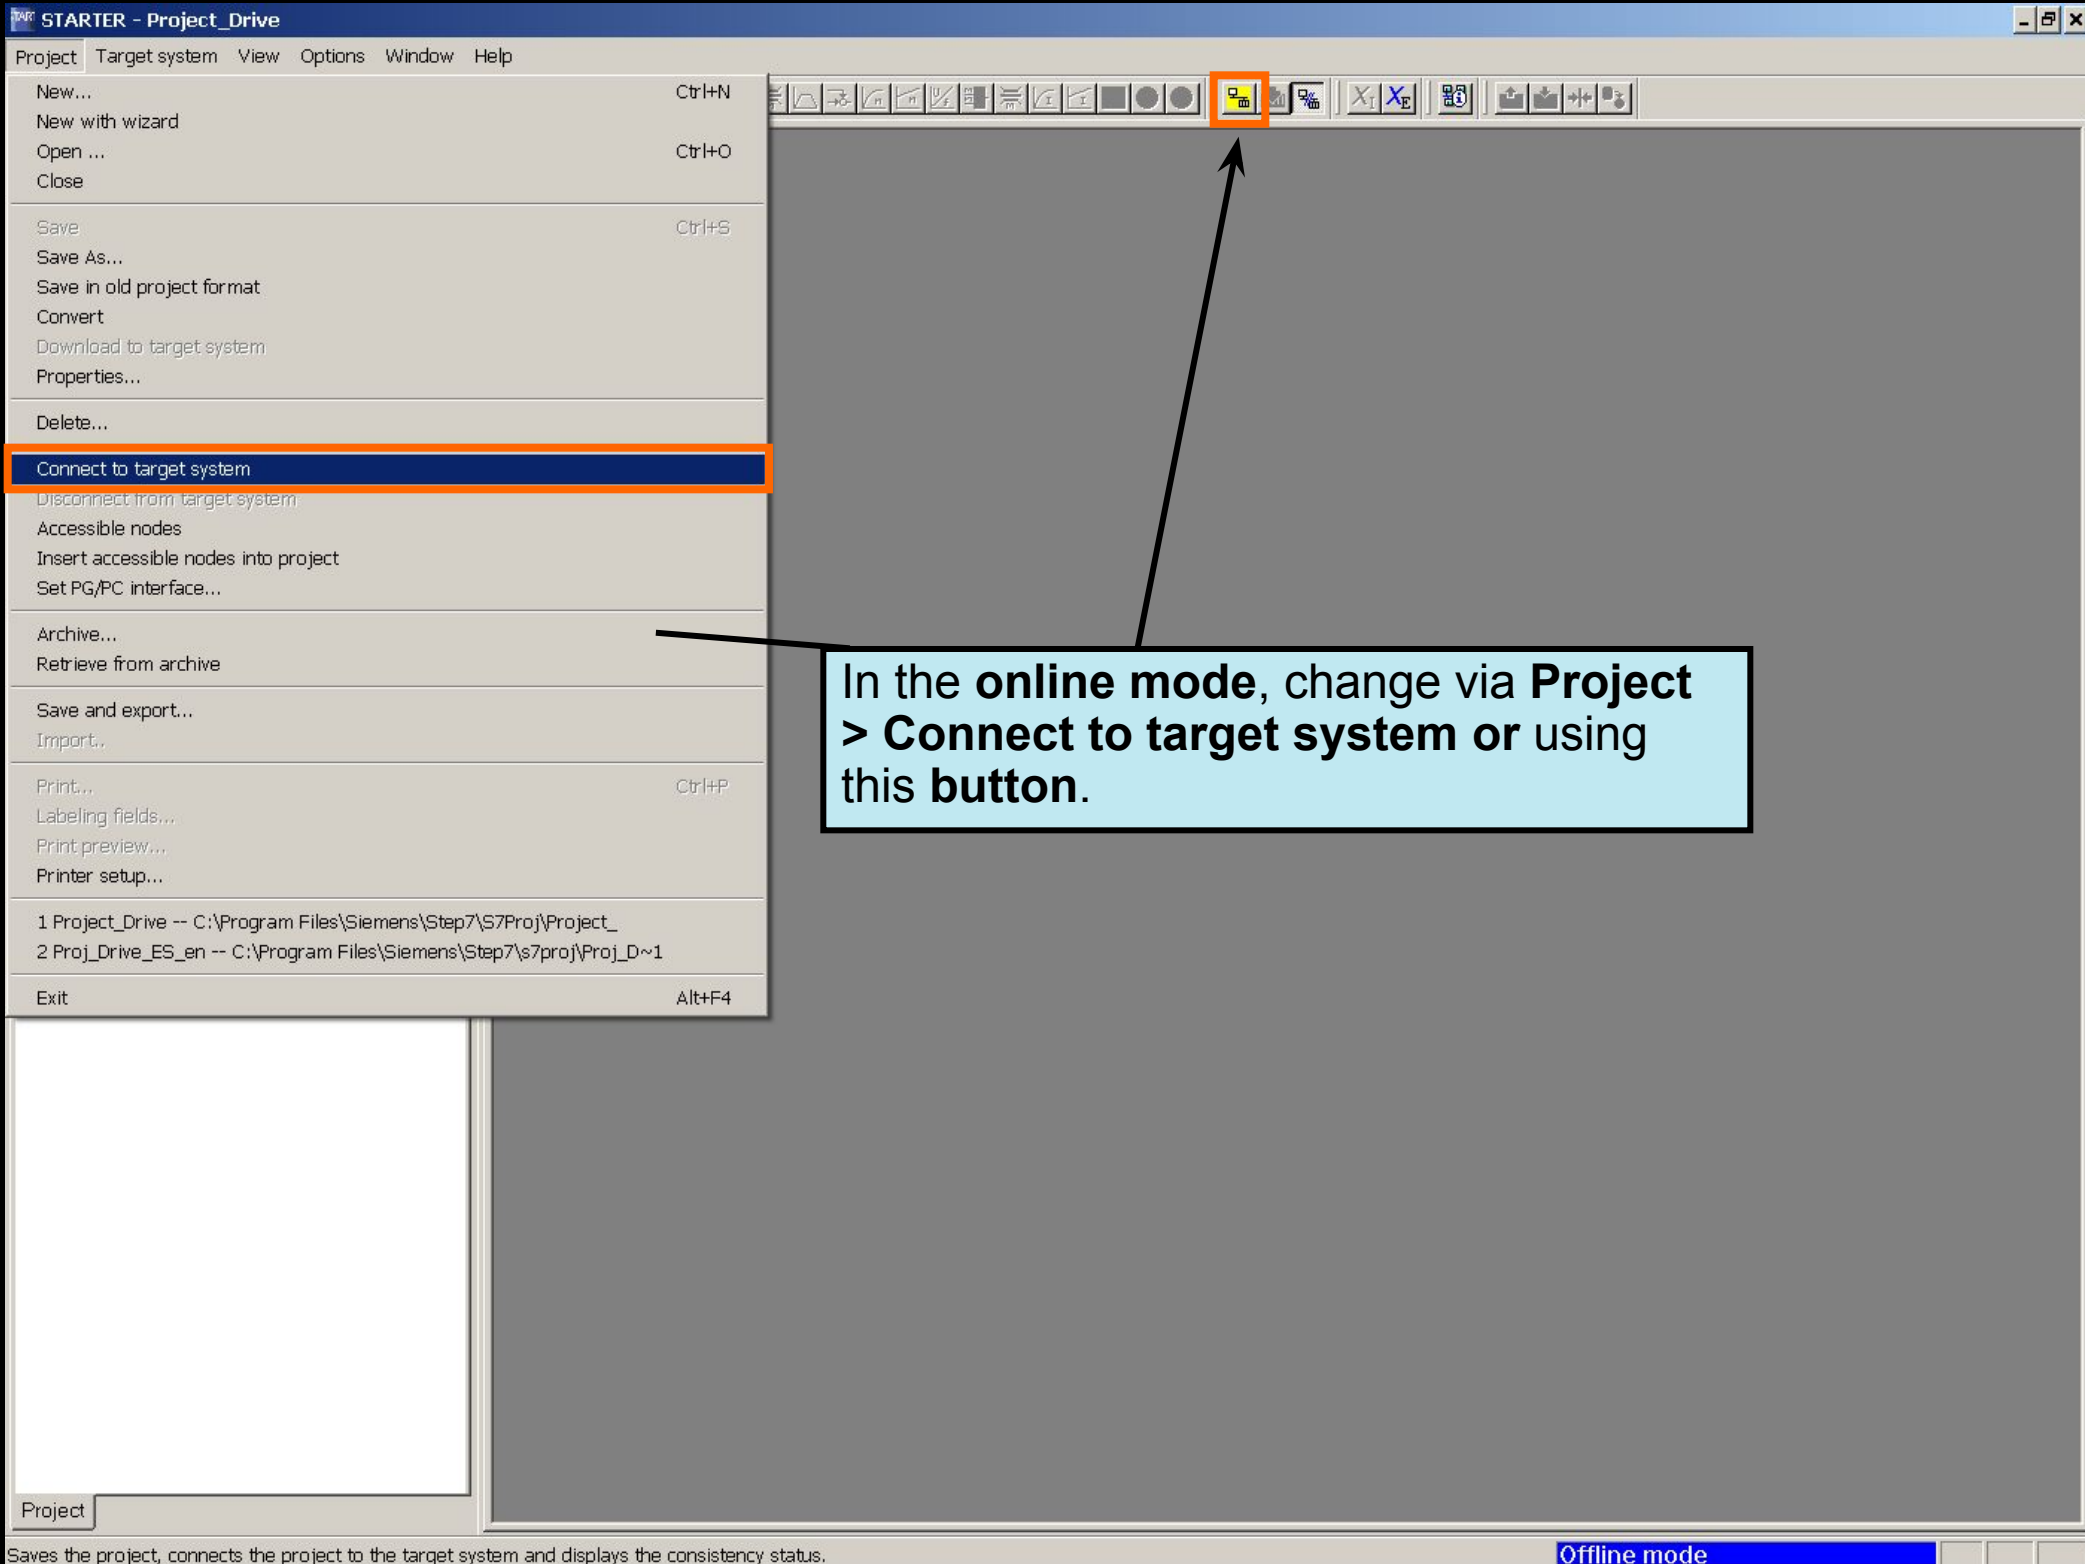 STARTER - Project_Drive
Project Target system View Options Window Help
New... Ctrl+N
New with wizard
Open ... Ctrl+O
Close
Save Ctrl+S
Save As...
Save in old project format
Convert
Download to target system
Properties...
Delete...
Connect to target system
Disconnect from target system
Accessible nodes
Insert accessible nodes into project
Set PG/PC interface...
Archive...
Retrieve from archive
Save and export...
Import..
Print... Ctrl+P
Labeling fields...
Print preview...
Printer setup...
1 Project_Drive -- C:\Program Files\Siemens\Step7\S7Proj\Project_
2 Proj_Drive_ES_en -- C:\Program Files\Siemens\Step7\s7proj\Proj_D~1
Exit Alt+F4
In the online mode, change via Project
> Connect to target system or using
this button.
Project
Saves the project, connects the project to the target system and displays the consistency status.
Offline mode